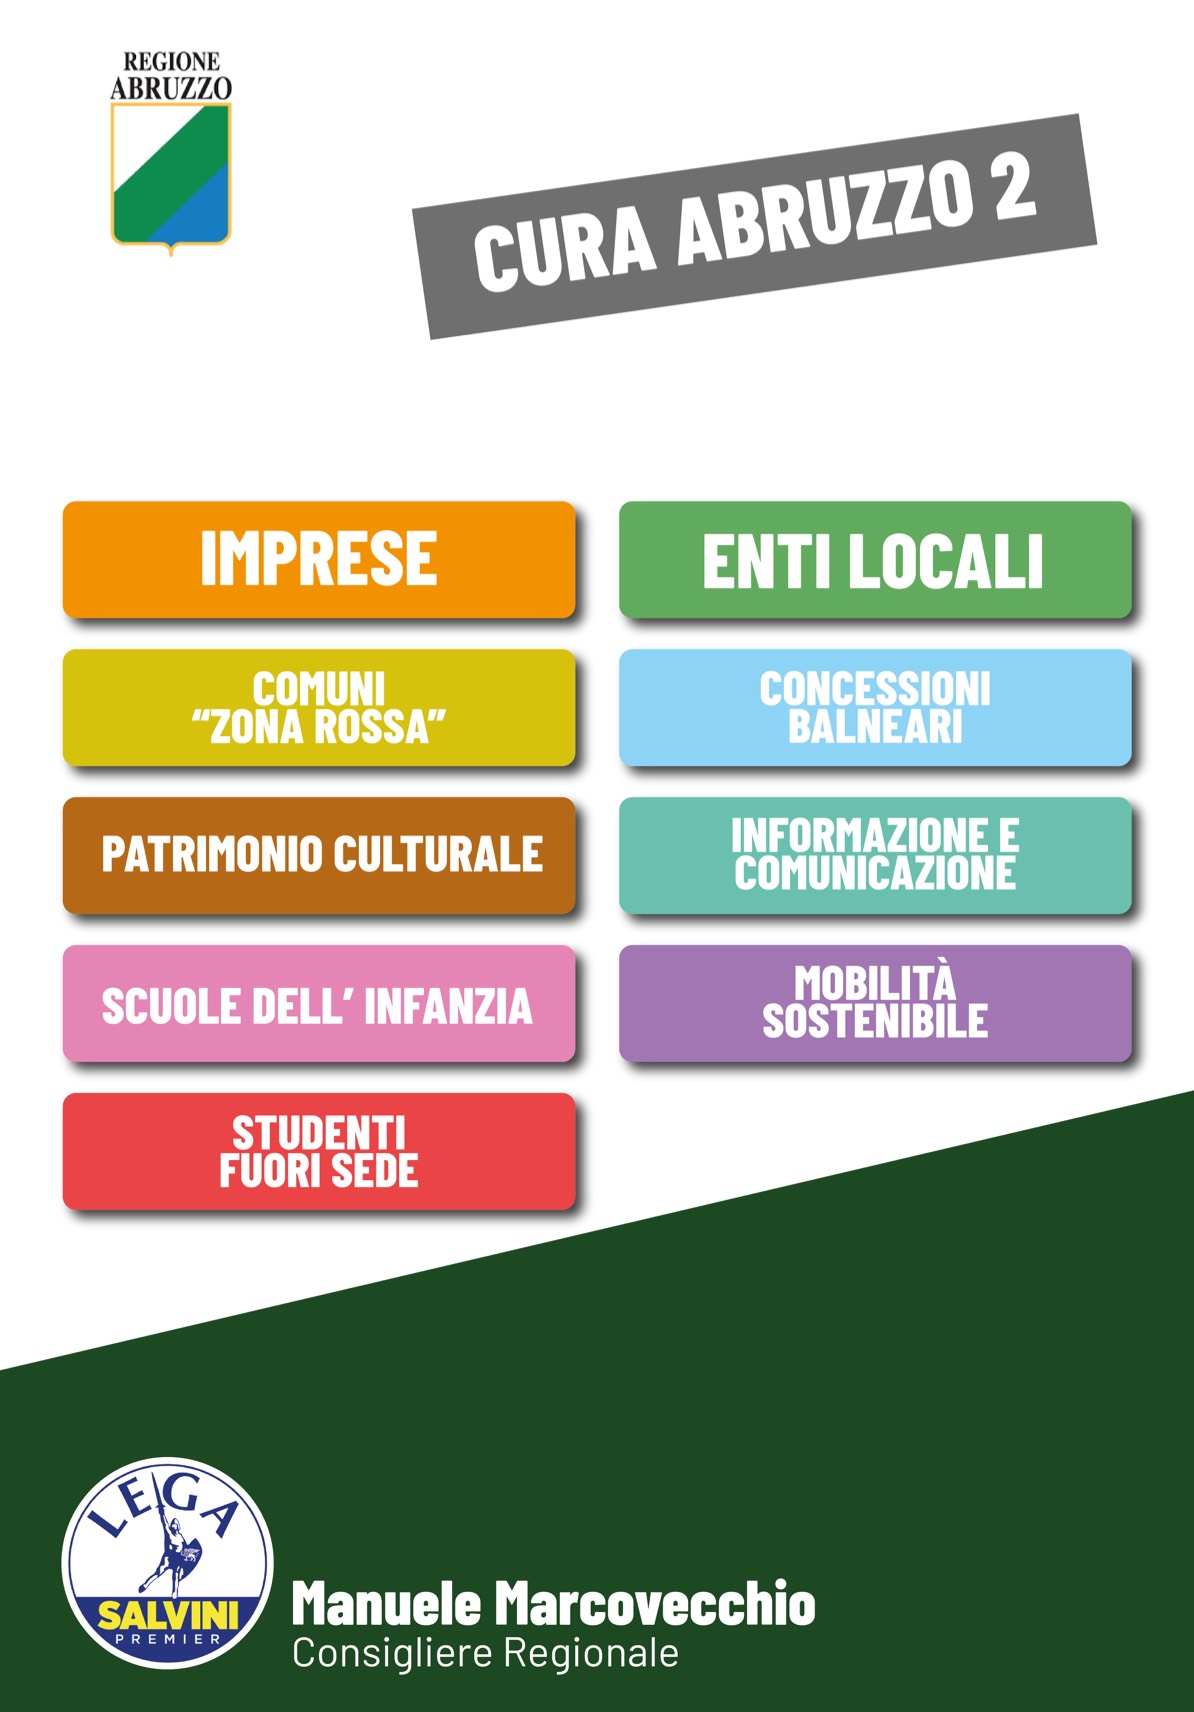 REGIONE
ABRUZZO
CURA ABRUZZO 2
IMPRESE
ENTI LOCALI
COMUNI
“ZONA ROSSA”
CONCESSIONI
BALNEARI
PATRIMONIO CULTURALE
INFORMAZIONE E
COMUNICAZIONE
SCUOLE DELL’ INFANZIA
MOBILITÀ
SOSTENIBILE
STUDENTI
FUORI SEDE
LEGA
SALVINI
PREMIER
Manuele Marcovecchio
Consigliere Regionale